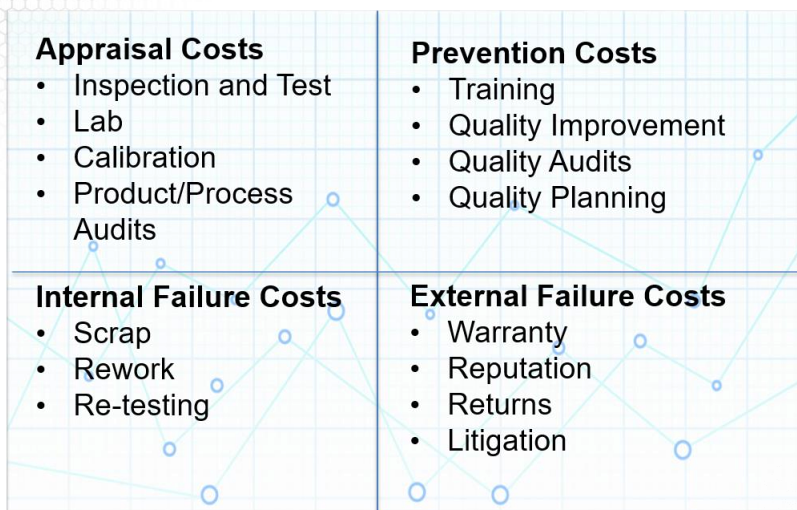 Appraisal Costs
• Inspection and Test
• Lab
• Calibration
• Product/Process
Audits
Prevention Costs
• Training
• Quality Improvement
• Quality Audits
• Quality Planning
Internal Failure Costs
• Scrap
• Rework
• Re-testing
External Failure Costs
• Warranty
• Reputation
• Returns
• Litigation